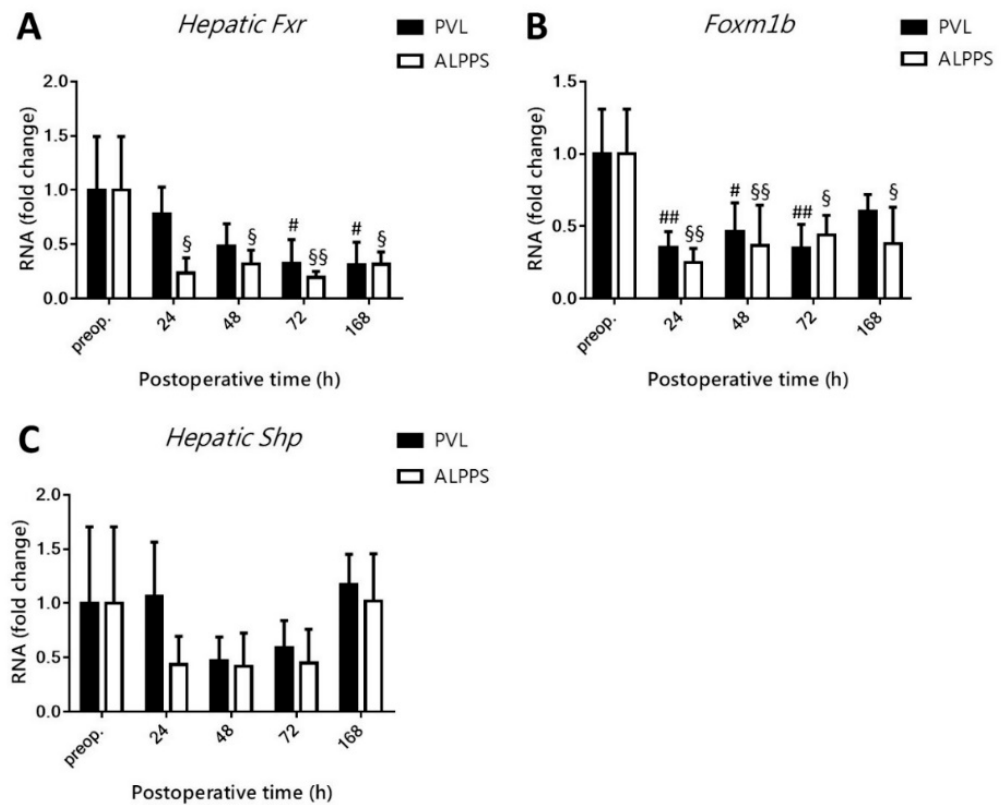 A
Hepatic Fxr
PVL
ALPPS
RNA (fold change)
2.0
1.5
1.0
0.5
0.0
§
§
#
§§
#
§
preop.
24
48
72
168
Postoperative time (h)
B
Foxm1b
PVL
ALPPS
RNA (fold change)
1.5
1.0
0.5
0.0
##
§§
#
§§
##
§
§
preop.
24
48
72
168
Postoperative time (h)
C
Hepatic Shp
PVL
ALPPS
RNA (fold change)
2.0
1.5
1.0
0.5
0.0
preop.
24
48
72
168
Postoperative time (h)